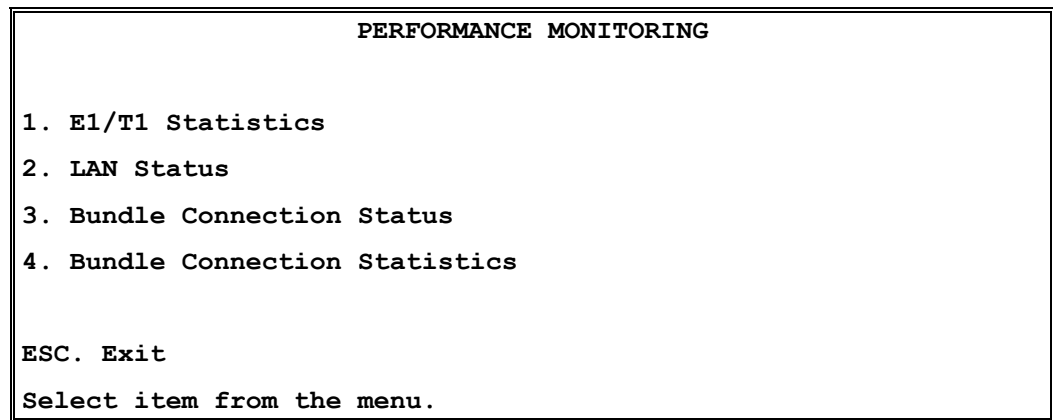 PERFORMANCE MONITORING
1. E1/T1 Statistics
2. LAN Status
3. Bundle Connection Status
4. Bundle Connection Statistics
ESC. Exit
Select item from the menu.